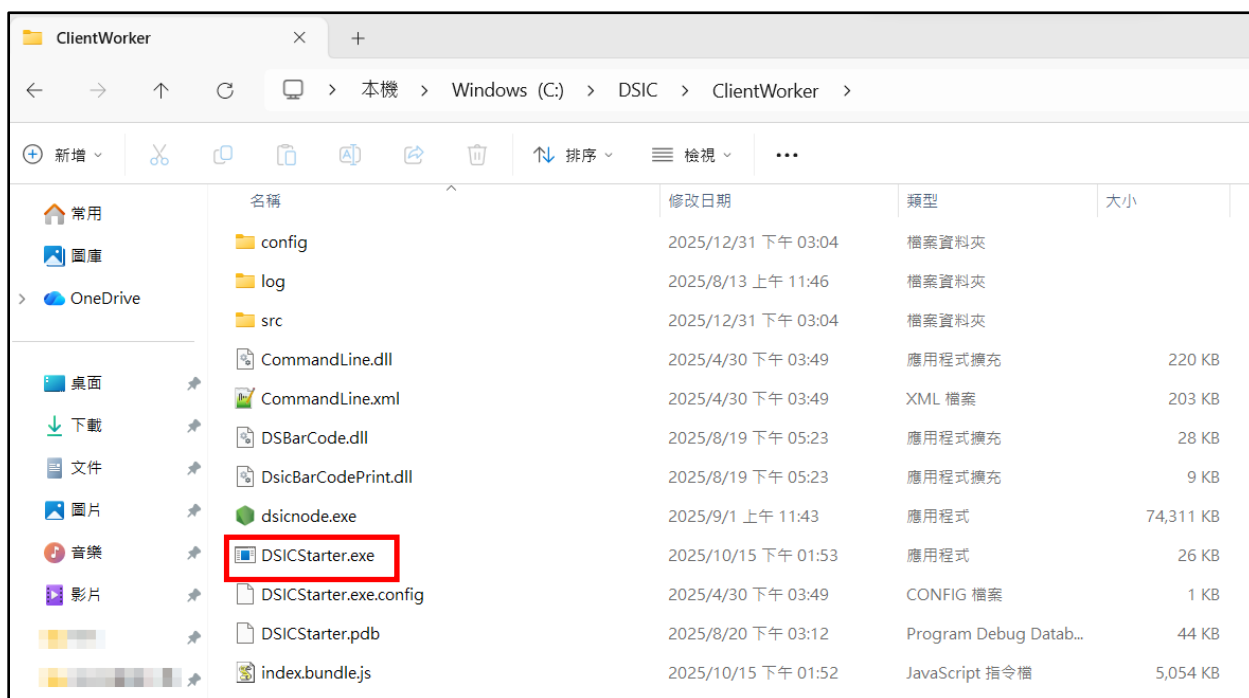 ClientWorker
本機 > Windows (C:) > DSIC > ClientWorker >
新增 排序 檢視 •••
名稱 修改日期 類型 大小
常用
圖庫
OneDrive
桌面
下載
文件
圖片
音樂
影片
config 2025/12/31 下午 03:04 檔案資料夾
log 2025/8/13 上午 11:46 檔案資料夾
src 2025/12/31 下午 03:04 檔案資料夾
CommandLine.dll 2025/4/30 下午 03:49 應用程式擴充 220 KB
CommandLine.xml 2025/4/30 下午 03:49 XML 檔案 203 KB
DSBarCode.dll 2025/8/19 下午 05:23 應用程式擴充 28 KB
DsicBarCodePrint.dll 2025/8/19 下午 05:23 應用程式擴充 9 KB
dsicnode.exe 2025/9/1 上午 11:43 應用程式 74,311 KB
DSICStarter.exe 2025/10/15 下午 01:53 應用程式 26 KB
DSICStarter.exe.config 2025/4/30 下午 03:49 CONFIG 檔案 1 KB
DSICStarter.pdb 2025/8/20 下午 03:12 Program Debug Datab... 44 KB
index.bundle.js 2025/10/15 下午 01:52 JavaScript 指令檔 5,054 KB